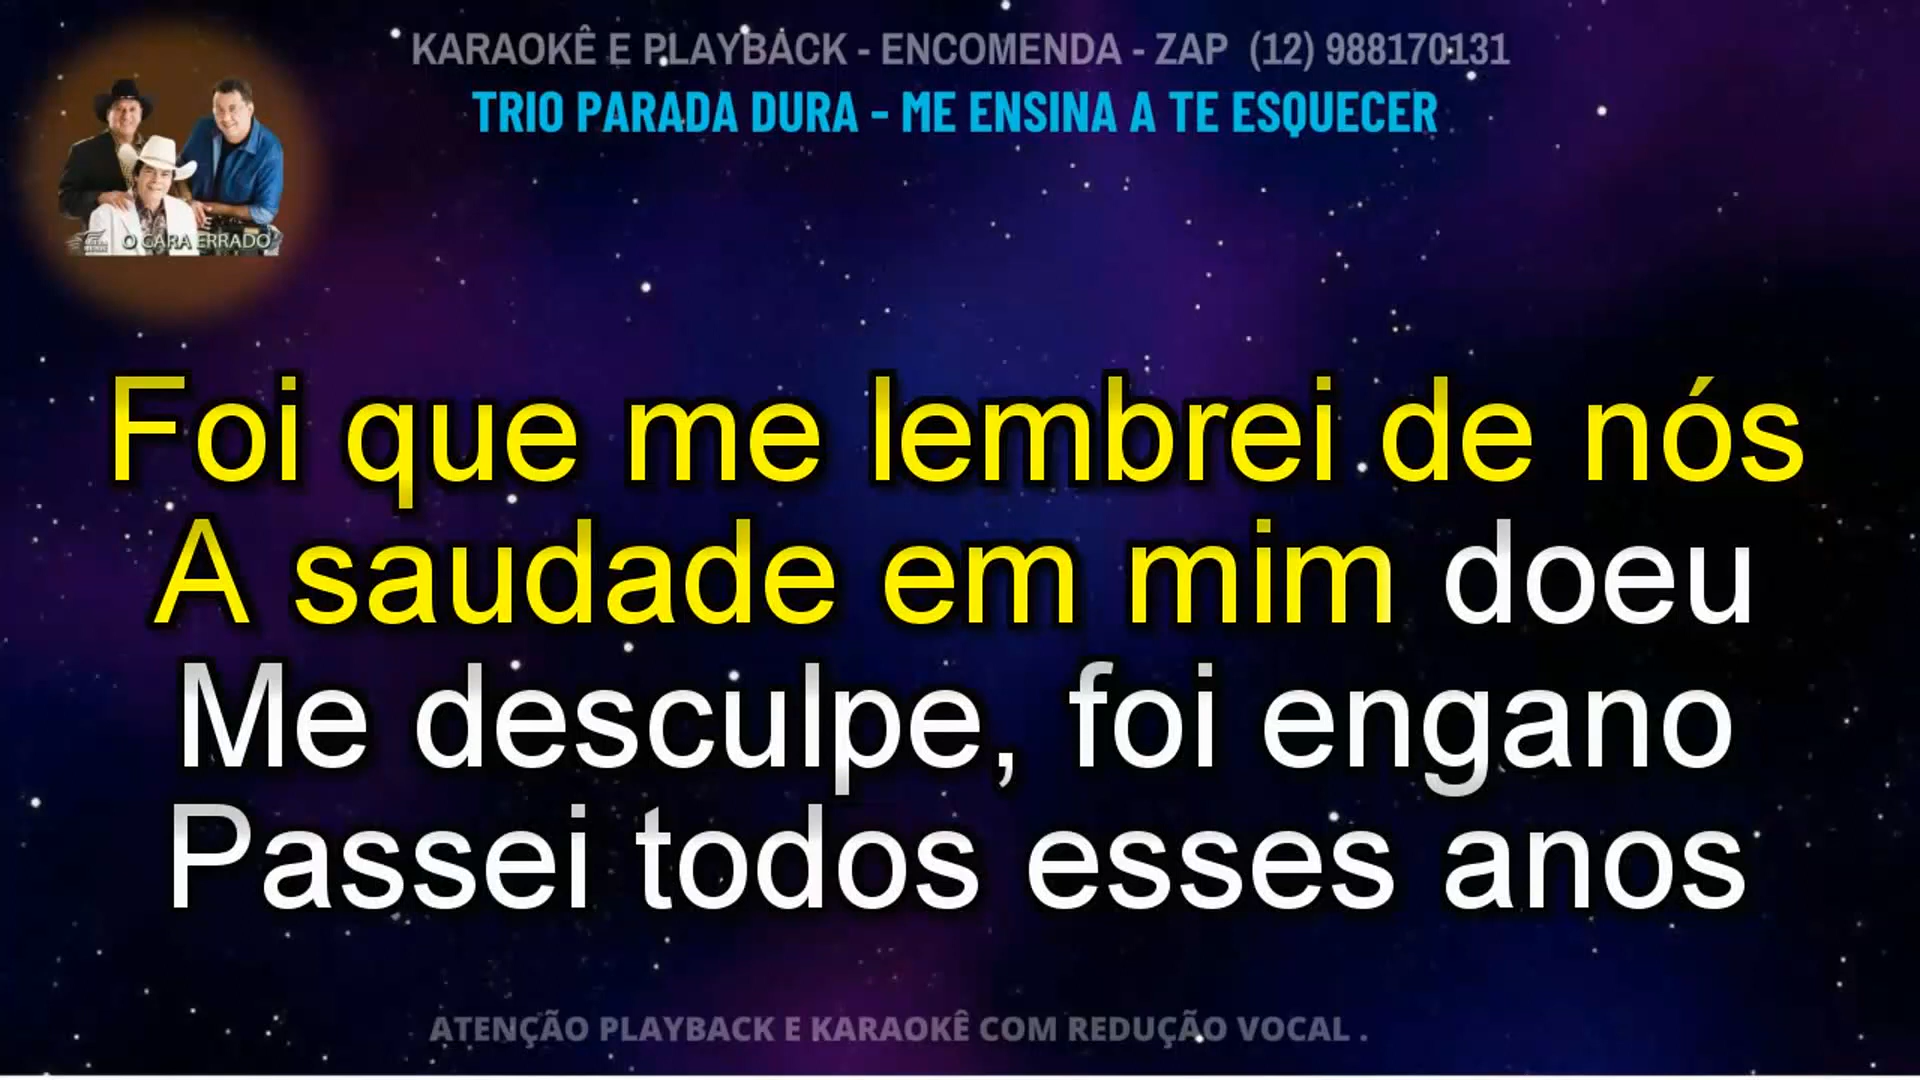 KARAOKÊ E PLAYBACK - ENCOMENDA - ZAP (12) 988170131
TRIO PARADA DURA - ME ENSINA A TE ESQUECER
O CARA ERRADO
Foi que me lembrei de nós
A saudade em mim doeu
Me desculpe, foi engano
Passei todos esses anos
ATENÇÃO PLAYBACK E KARAOKÊ COM REDUÇÃO VOCAL .